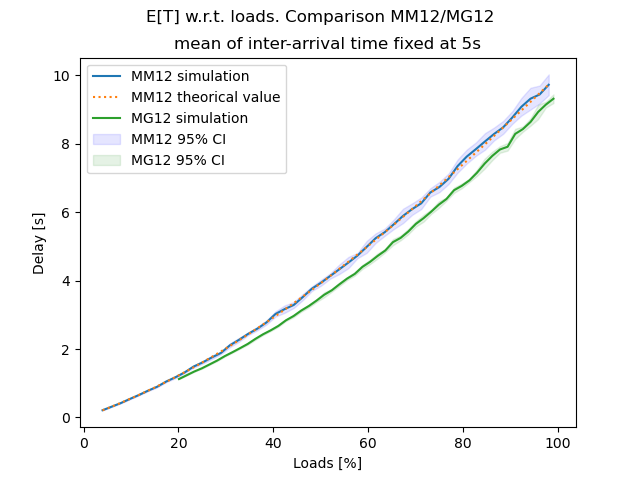 E[T] w.r.t. loads. Comparison MM12/MG12
mean of inter-arrival time fixed at 5s
MM12 simulation
MM12 theorical value
MG12 simulation
MM12 95% CI
MG12 95% CI
10
8
6
4
2
0
Delay [s]
0 20 40 60 80 100
Loads [%]